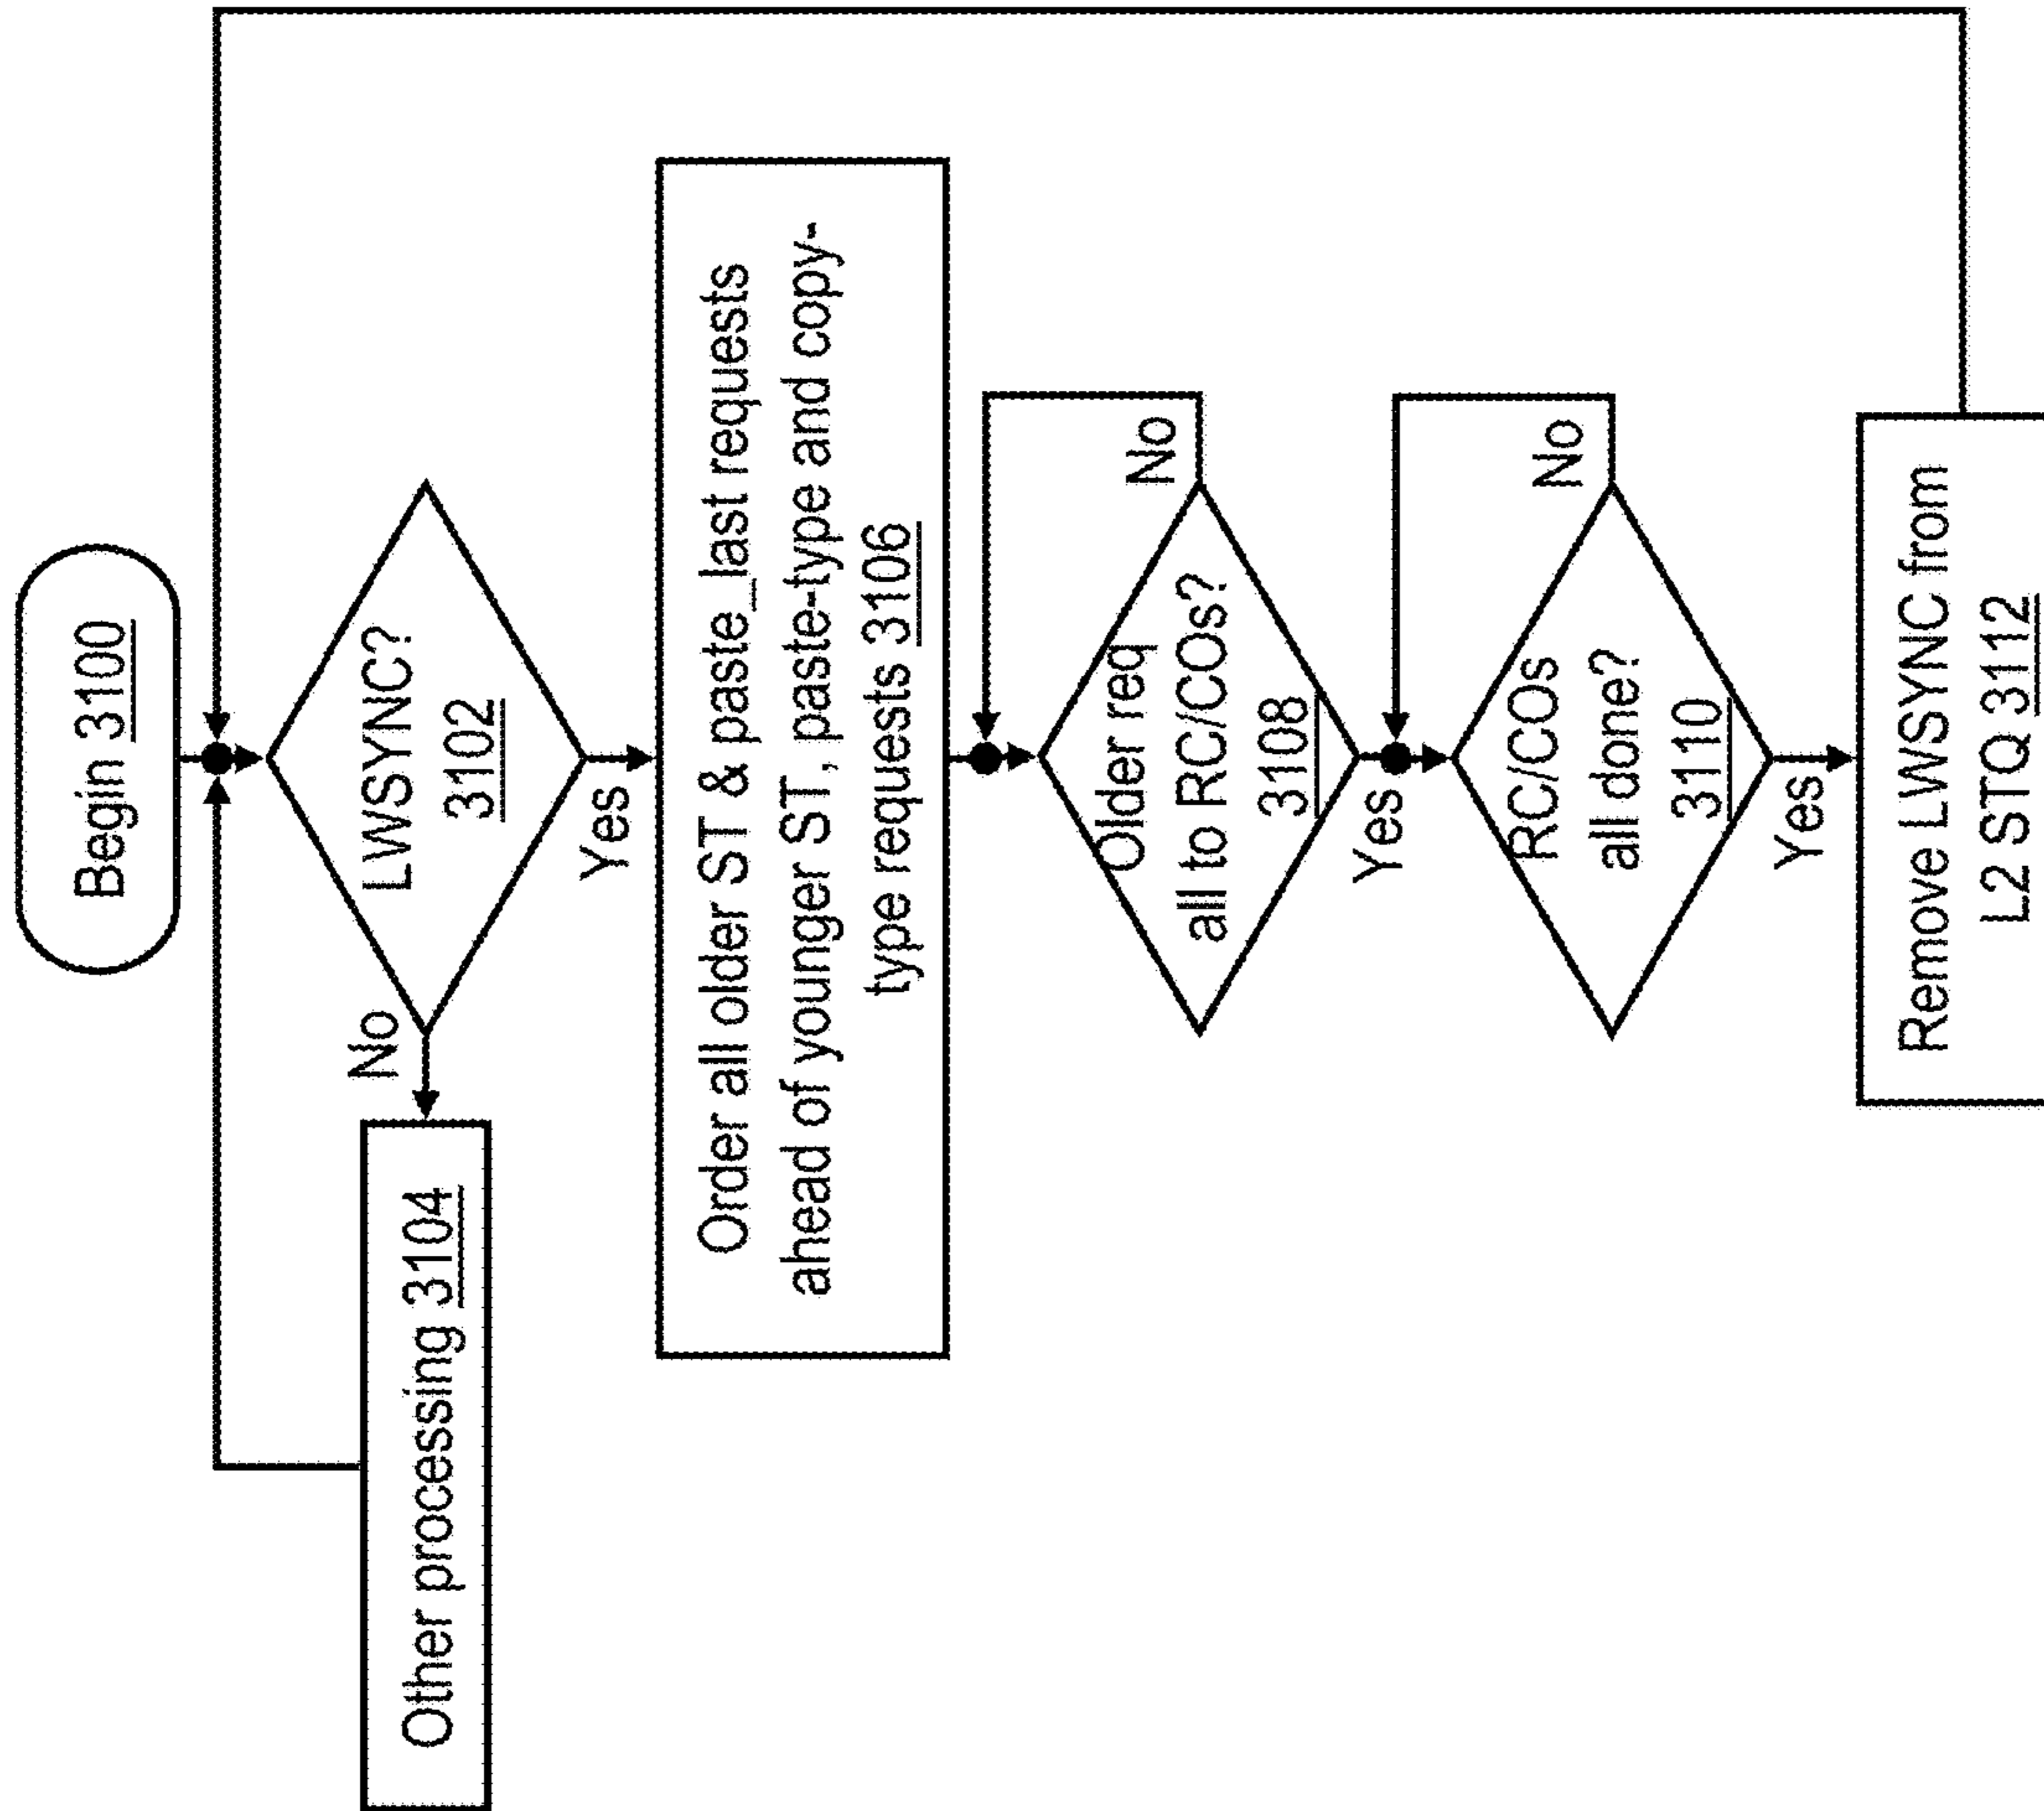 Begin 3100
LWSYNC?
3102
No
Yes
Other processing 3104
Order all older ST & paste_last requests
ahead of younger ST, paste-type and copy-
type requests 3106
Older req
all to RC/COs?
3108
No
Yes
RC/COs
all done?
3110
No
Yes
Remove LWSYNC from
L2 STQ 3112